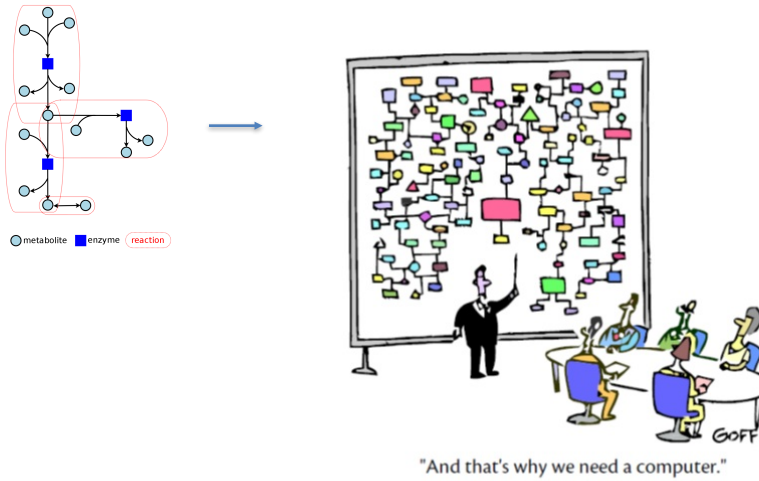 metabolite enzyme reaction
GOFF
"And that's why we need a computer."